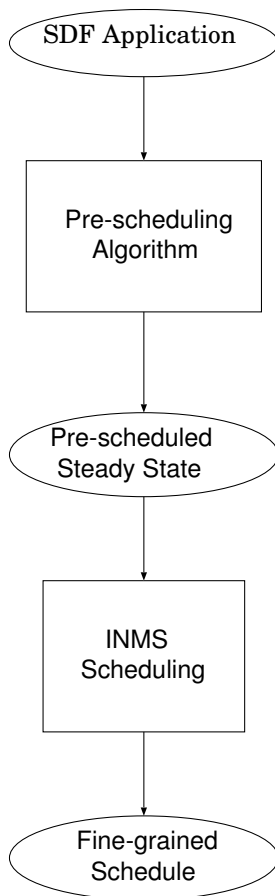 SDF Application
Pre-scheduling
Algorithm
Pre-scheduled
Steady State
INMS
Scheduling
Fine-grained
Schedule